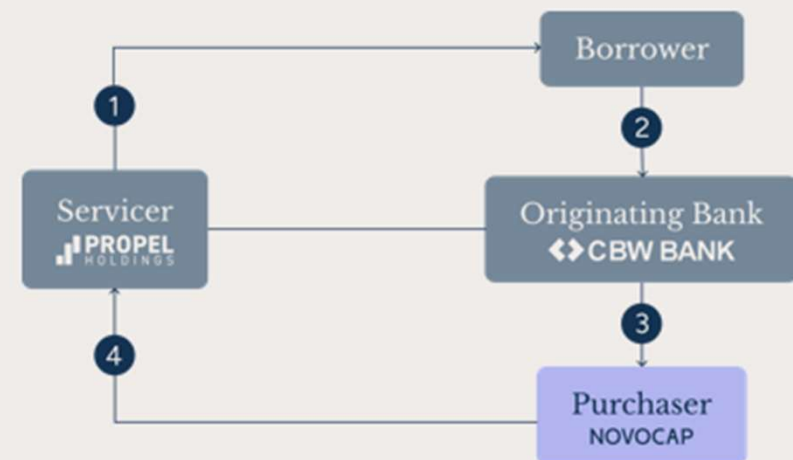 Borrower
1
2
Servicer
PROPEL
HOLDINGS
Originating Bank
CBW BANK
3
4
Purchaser
NOVOCAP